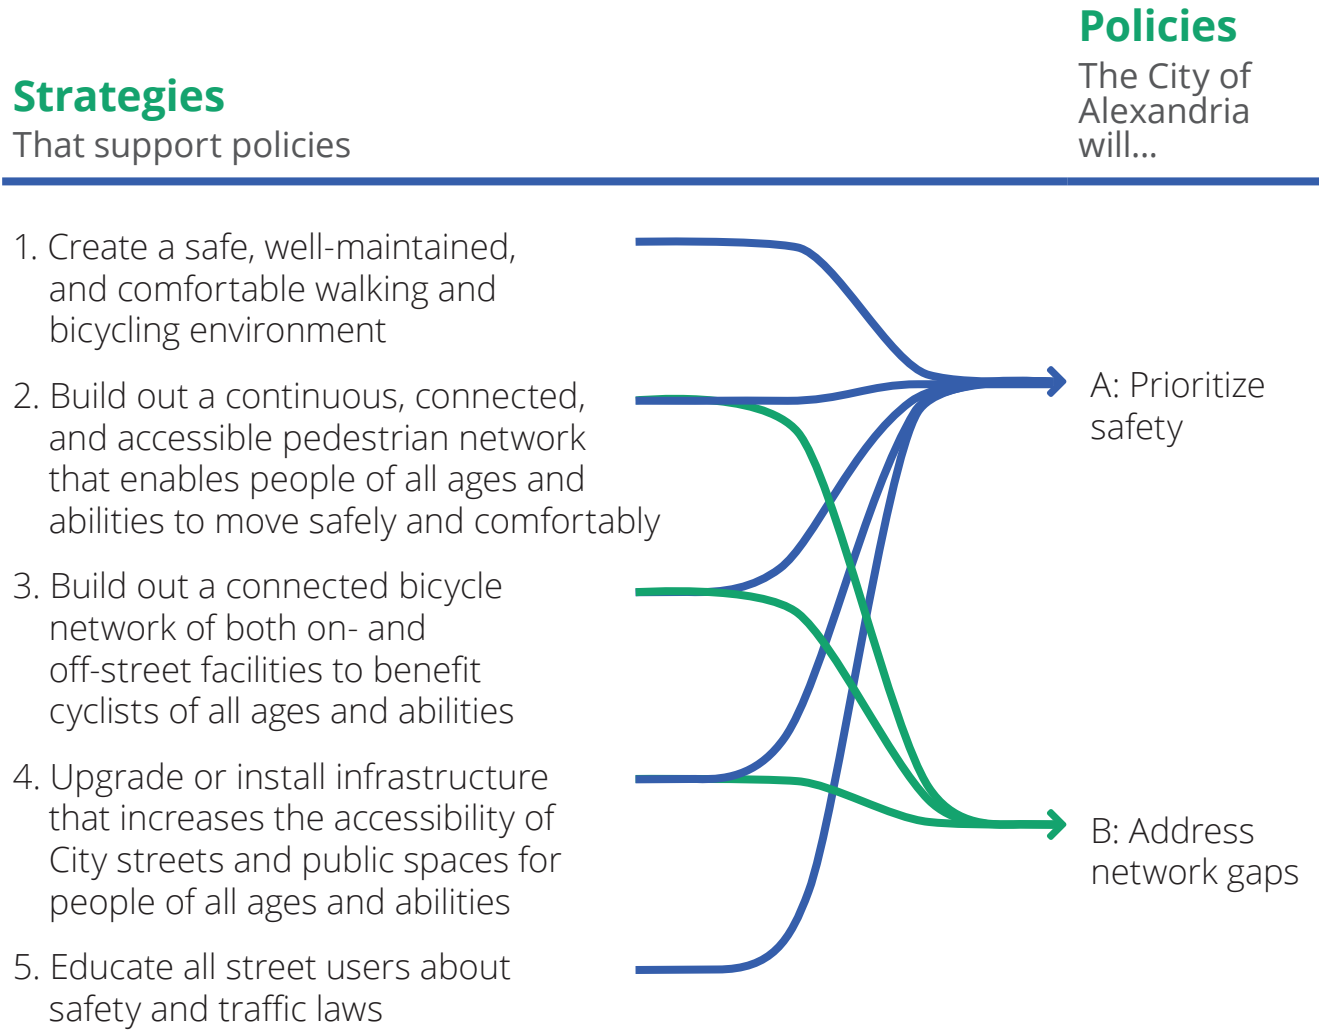 Policies
The City of
Alexandria
will...
Strategies
That support policies
1. Create a safe, well-maintained,
and comfortable walking and
bicycling environment
2. Build out a continuous, connected,
and accessible pedestrian network
that enables people of all ages and
abilities to move safely and comfortably
3. Build out a connected bicycle
network of both on- and
off-street facilities to benefit
cyclists of all ages and abilities
4. Upgrade or install infrastructure
that increases the accessibility of
City streets and public spaces for
people of all ages and abilities
5. Educate all street users about
safety and traffic laws
A: Prioritize
safety
B: Address
network gaps